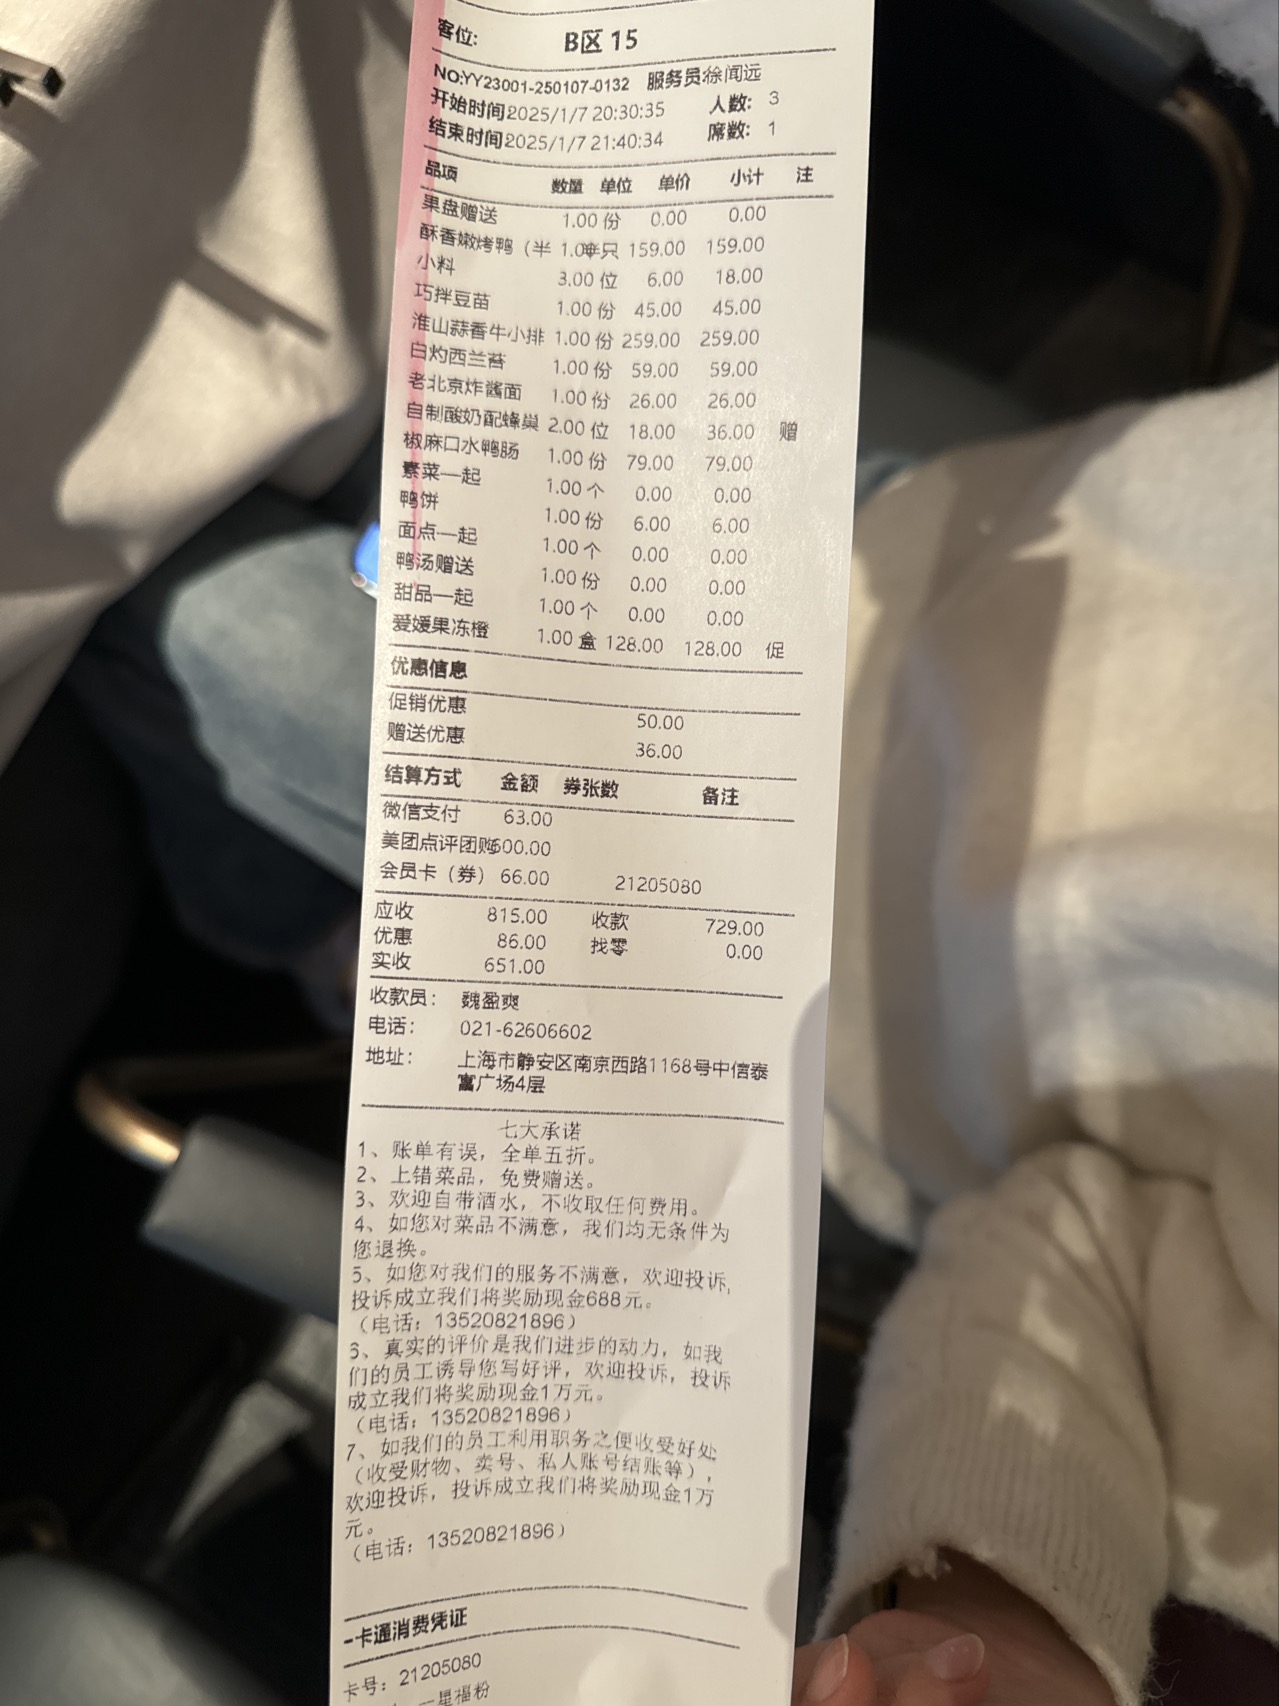 客位: B区 15
NO:YY23001-250107-0132 服务员:徐闻远
开始时间2025/1/7 20:30:35 人数: 3
结束时间2025/1/7 21:40:34 席数: 1
品项 数量 单位 单价 小计 注
果盘赠送 1.00 份 0.00 0.00
酥香嫩烤鸭（半 1.00半只 159.00 159.00
小料 3.00 位 6.00 18.00
巧拌豆苗 1.00 份 45.00 45.00
淮山蒜香牛小排 1.00 份 259.00 259.00
白灼西兰苔 1.00 份 59.00 59.00
老北京炸酱面 1.00 份 26.00 26.00
自制酸奶配蜂巢 2.00 位 18.00 36.00 赠
椒麻口水鸭肠 1.00 份 79.00 79.00
素菜一起 1.00 个 0.00 0.00
鸭饼 1.00 份 6.00 6.00
面点一起 1.00 个 0.00 0.00
鸭汤赠送 1.00 份 0.00 0.00
甜品一起 1.00 个 0.00 0.00
爱媛果冻橙 1.00 盒 128.00 128.00 促
优惠信息
促销优惠 50.00
赠送优惠 36.00
结算方式 金额 券张数 备注
微信支付 63.00
美团点评团购600.00
会员卡（券） 66.00 21205080
应收 815.00 收款 729.00
优惠 86.00 找零 0.00
实收 651.00
收款员: 魏盈爽
电话: 021-62606602
地址: 上海市静安区南京西路1168号中信泰
富广场4层
七大承诺
1、账单有误，全单五折。
2、上错菜品，免费赠送。
3、欢迎自带酒水，不收取任何费用。
4、如您对菜品不满意，我们均无条件为
您退换。
5、如您对我们的服务不满意，欢迎投诉，
投诉成立我们将奖励现金688元。
（电话: 13520821896）
6、真实的评价是我们进步的动力，如我
们的员工诱导您写好评，欢迎投诉，投诉
成立我们将奖励现金1万元。
（电话: 13520821896）
7、如我们的员工利用职务之便收受好处
（收受财物、卖号、私人账号结账等），
欢迎投诉，投诉成立我们将奖励现金1万
元。
（电话: 13520821896）
一卡通消费凭证
卡号: 21205080
一星福粉